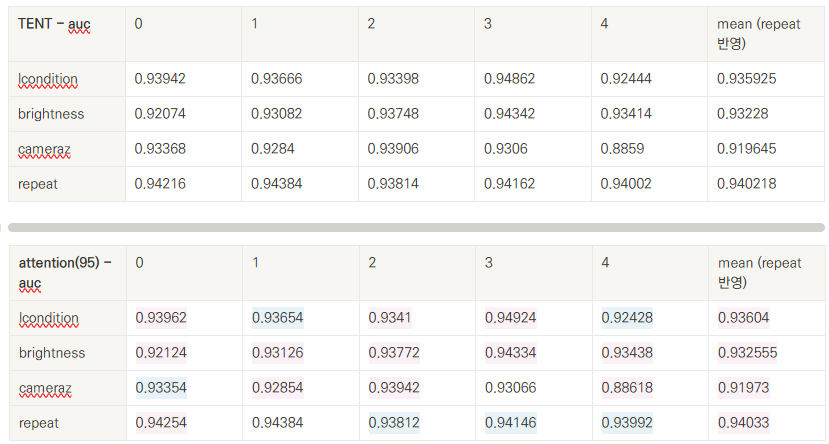 TENT - auc 0 1 2 3 4 mean (repeat
반영)
lcondition 0.93942 0.93666 0.93398 0.94862 0.92444 0.935925
brightness 0.92074 0.93082 0.93748 0.94342 0.93414 0.93228
cameraz 0.93368 0.9284 0.93906 0.9306 0.8859 0.919645
repeat 0.94216 0.94384 0.93814 0.94162 0.94002 0.940218
attention(95) - 0 1 2 3 4 mean (repeat
auc 반영)
lcondition 0.93962 0.93654 0.9341 0.94924 0.92428 0.93604
brightness 0.92124 0.93126 0.93772 0.94334 0.93438 0.932555
cameraz 0.93354 0.92854 0.93942 0.93066 0.88618 0.91973
repeat 0.94254 0.94384 0.93812 0.94146 0.93992 0.94033